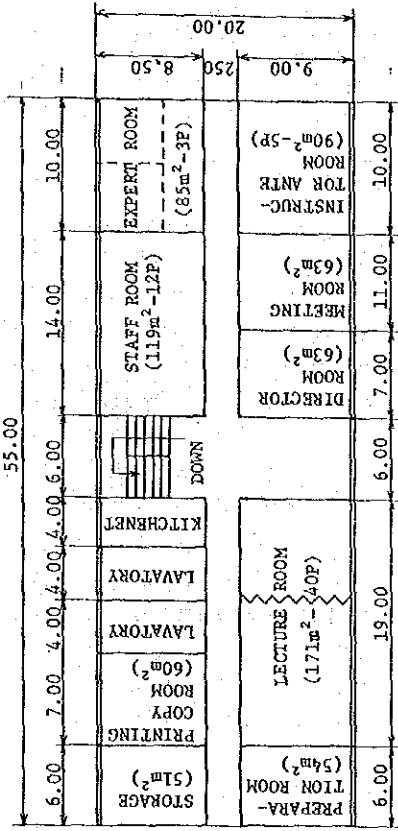 55.00
6.00 7.00 4.00 4.00 4.00 6.00 14.00 10.00
STORAGE
(51m²)
PRINTING
COPY
ROOM
(60m²)
LAVATORY
LAVATORY
KITCHENET
DOWN
STAFF ROOM
(119m²-12P)
EXPERT ROOM
(85m²-3P)
8.50
250
9.00
20.00
PREPARA-
TION ROOM
(54m²)
LECTURE ROOM
(171m²-40P)
DIRECTOR
ROOM
(63m²)
MEETING
ROOM
(63m²)
INSTRUC-
TOR ANTE
ROOM
(90m²-5P)
6.00 19.00 6.00 7.00 11.00 10.00